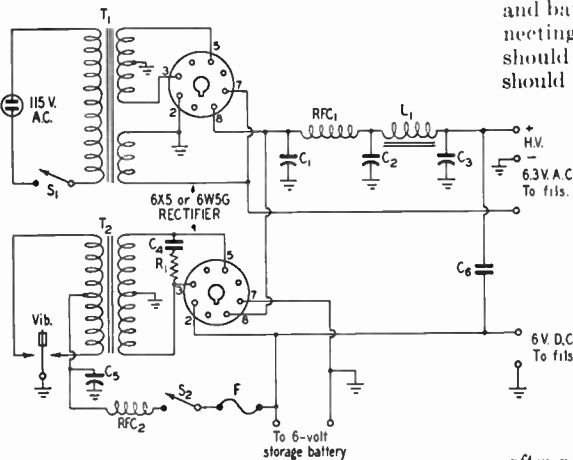 and ba
necting
should
should
T1
5
3
7
2
8
115 V.
A.C.
S1
RFC1
L1
C1
C2
C3
+
H.V.
−
6.3V. A.C
To fils.
6X5 or 6W5G
RECTIFIER
T2
C4
R1
5
3
7
2
8
C6
Vib.
C5
6V. D.C
To fils
RFC2
S2
F
To 6-volt
storage battery